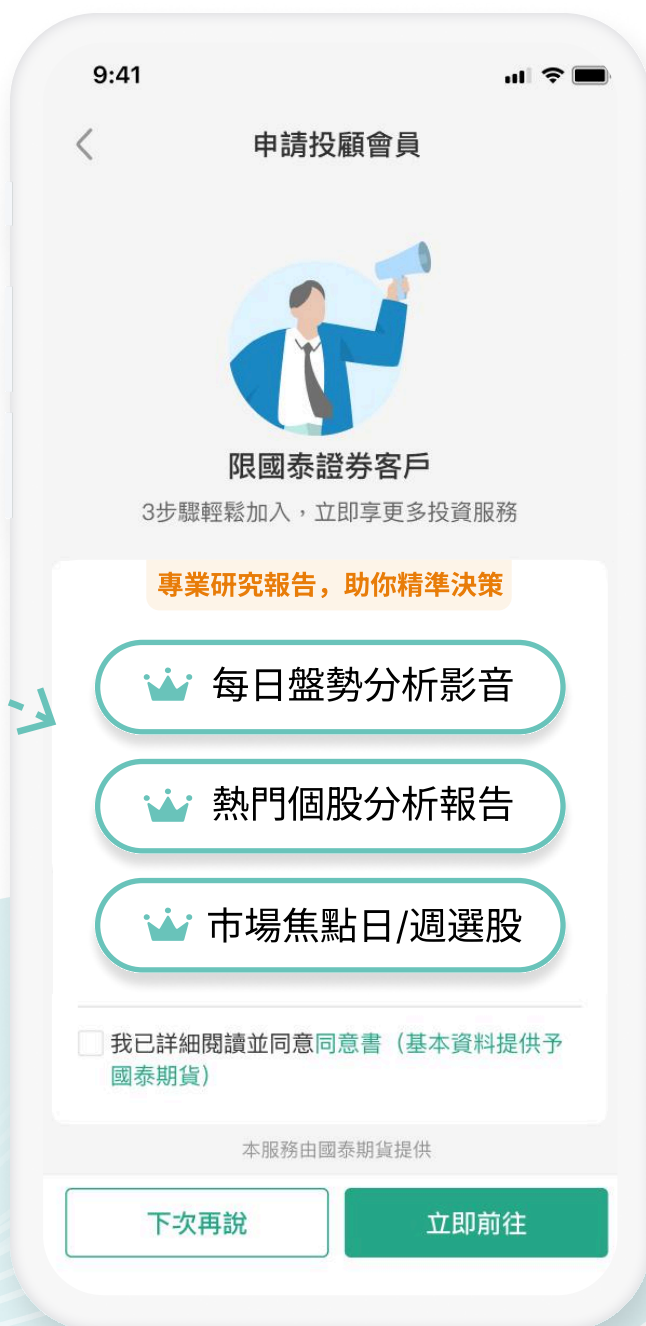 9:41
申請投顧會員
限國泰證券客戶
3步驟輕鬆加入，立即享更多投資服務
專業研究報告，助你精準決策
每日盤勢分析影音
熱門個股分析報告
市場焦點日/週選股
我已詳細閱讀並同意同意書（基本資料提供予
國泰期貨）
本服務由國泰期貨提供
下次再說
立即前往